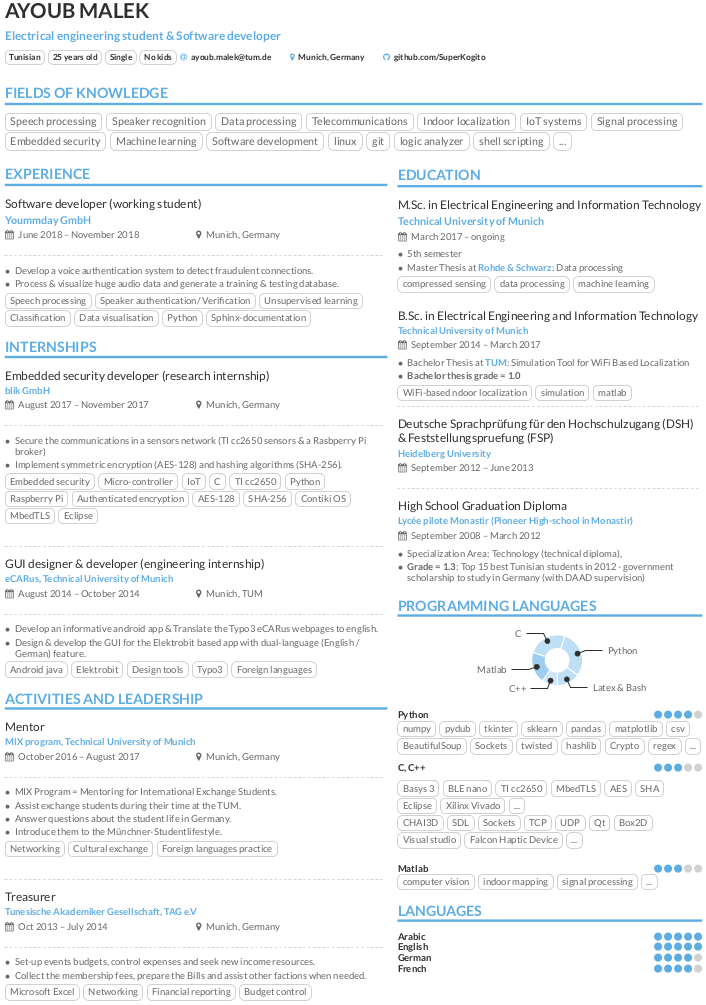 AYOUB MALEK
Electrical engineering student & Software developer
Tunisian 25 years old Single No kids @ ayoub.malek@tum.de Munich, Germany github.com/SuperKogito
FIELDS OF KNOWLEDGE
Speech processing Speaker recognition Data processing Telecommunications Indoor localization IoT systems Signal processing
Embedded security Machine learning Software development linux git logic analyzer shell scripting ...
EXPERIENCE
Software developer (working student)
Yoummday GmbH
June 2018 – November 2018 Munich, Germany
• Develop a voice authentication system to detect fraudulent connections.
• Process & visualize huge audio data and generate a training & testing database.
Speech processing Speaker authentication/ Verification Unsupervised learning
Classification Data visualisation Python Sphinx-documentation
INTERNSHIPS
Embedded security developer (research internship)
blik GmbH
August 2017 – November 2017 Munich, Germany
• Secure the communications in a sensors network (TI cc2650 sensors & a Rasbperry Pi
broker)
• Implement symmetric encryption (AES-128) and hashing algorithms (SHA-256).
Embedded security Micro-controller IoT C TI cc2650 Python
Raspberry Pi Authenticated encryption AES-128 SHA-256 Contiki OS
MbedTLS Eclipse
GUI designer & developer (engineering internship)
eCARus, Technical University of Munich
August 2014 – October 2014 Munich, TUM
• Develop an informative android app & Translate the Typo3 eCARus webpages to english.
• Design & develop the GUI for the Elektrobit based app with dual-language (English /
German) feature.
Android java Elektrobit Design tools Typo3 Foreign languages
ACTIVITIES AND LEADERSHIP
Mentor
MIX program, Technical University of Munich
October 2016 – August 2017 Munich, Germany
• MIX Program = Mentoring for International Exchange Students.
• Assist exchange students during their time at the TUM.
• Answer questions about the student life in Germany.
• Introduce them to the Münchner-Studentlifestyle.
Networking Cultural exchange Foreign languages practice
Treasurer
Tunesische Akademiker Gesellschaft, TAG e.V
Oct 2013 – July 2014 Munich, Germany
• Set-up events budgets, control expenses and seek new income resources.
• Collect the membership fees, prepare the Bills and assist other factions when needed.
Microsoft Excel Networking Financial reporting Budget control
EDUCATION
M.Sc. in Electrical Engineering and Information Technology
Technical University of Munich
March 2017 – ongoing
• 5th semester
• Master Thesis at Rohde & Schwarz: Data processing
compressed sensing data processing machine learning
B.Sc. in Electrical Engineering and Information Technology
Technical University of Munich
September 2014 – March 2017
• Bachelor Thesis at TUM: Simulation Tool for WiFi Based Localization
• Bachelor thesis grade = 1.0
WiFi-based ndoor localization simulation matlab
Deutsche Sprachprüfung für den Hochschulzugang (DSH)
& Feststellungspruefung (FSP)
Heidelberg University
September 2012 – June 2013
High School Graduation Diploma
Lycée pilote Monastir (Pioneer High-school in Monastir)
September 2008 – March 2012
• Specialization Area: Technology (technical diploma),
• Grade = 1.3: Top 15 best Tunisian students in 2012 - government
scholarship to study in Germany (with DAAD supervision)
PROGRAMMING LANGUAGES
C
Python
Matlab
C++
Latex & Bash
Python
numpy pydub tkinter sklearn pandas matplotlib csv
BeautifulSoup Sockets twisted hashlib Crypto regex ...
C, C++
Basys 3 BLE nano TI cc2650 MbedTLS AES SHA
Eclipse Xilinx Vivado ...
CHAI3D SDL Sockets TCP UDP Qt Box2D
Visual studio Falcon Haptic Device ...
Matlab
computer vision indoor mapping signal processing ...
LANGUAGES
Arabic
English
German
French